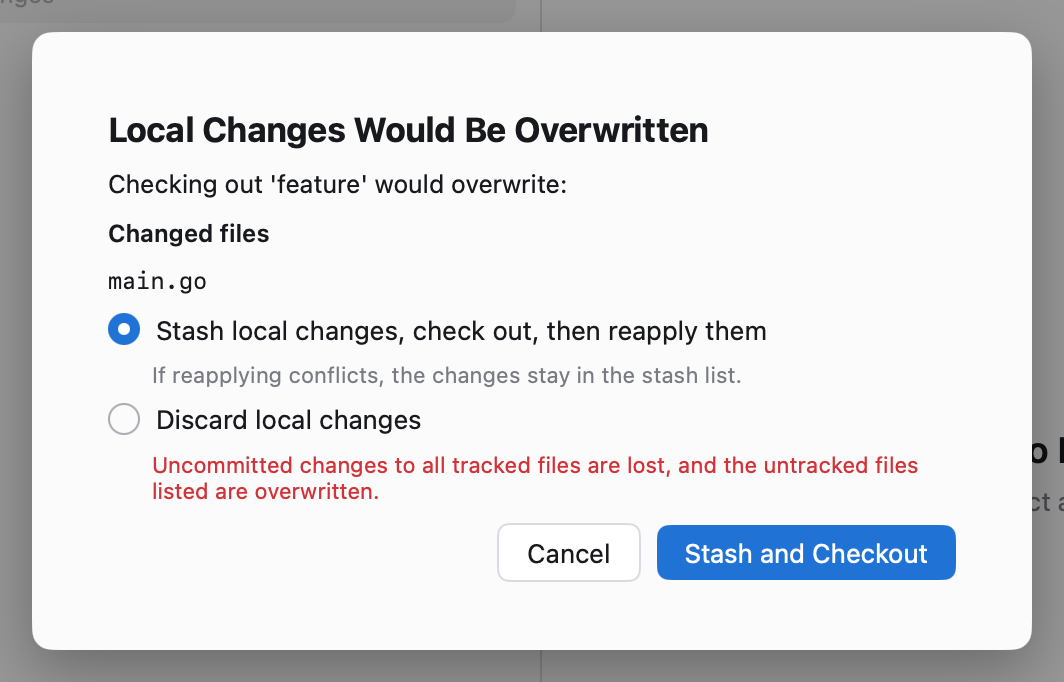 Local Changes Would Be Overwritten
Checking out 'feature' would overwrite:
Changed files
main.go
Stash local changes, check out, then reapply them
If reapplying conflicts, the changes stay in the stash list.
Discard local changes
Uncommitted changes to all tracked files are lost, and the untracked files
listed are overwritten.
Cancel
Stash and Checkout